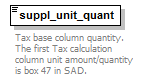 suppl_unit_quant
Tax base column quantity.
The first Tax calculation
column unit amount/quantity
is box 47 in SAD.